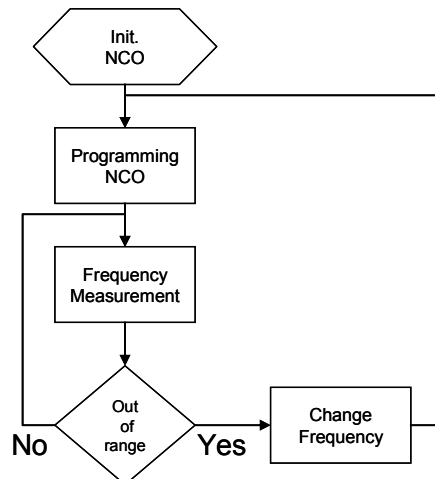 Init.
NCO
Programming
NCO
Frequency
Measurement
Out
of
range
No
Yes
Change
Frequency